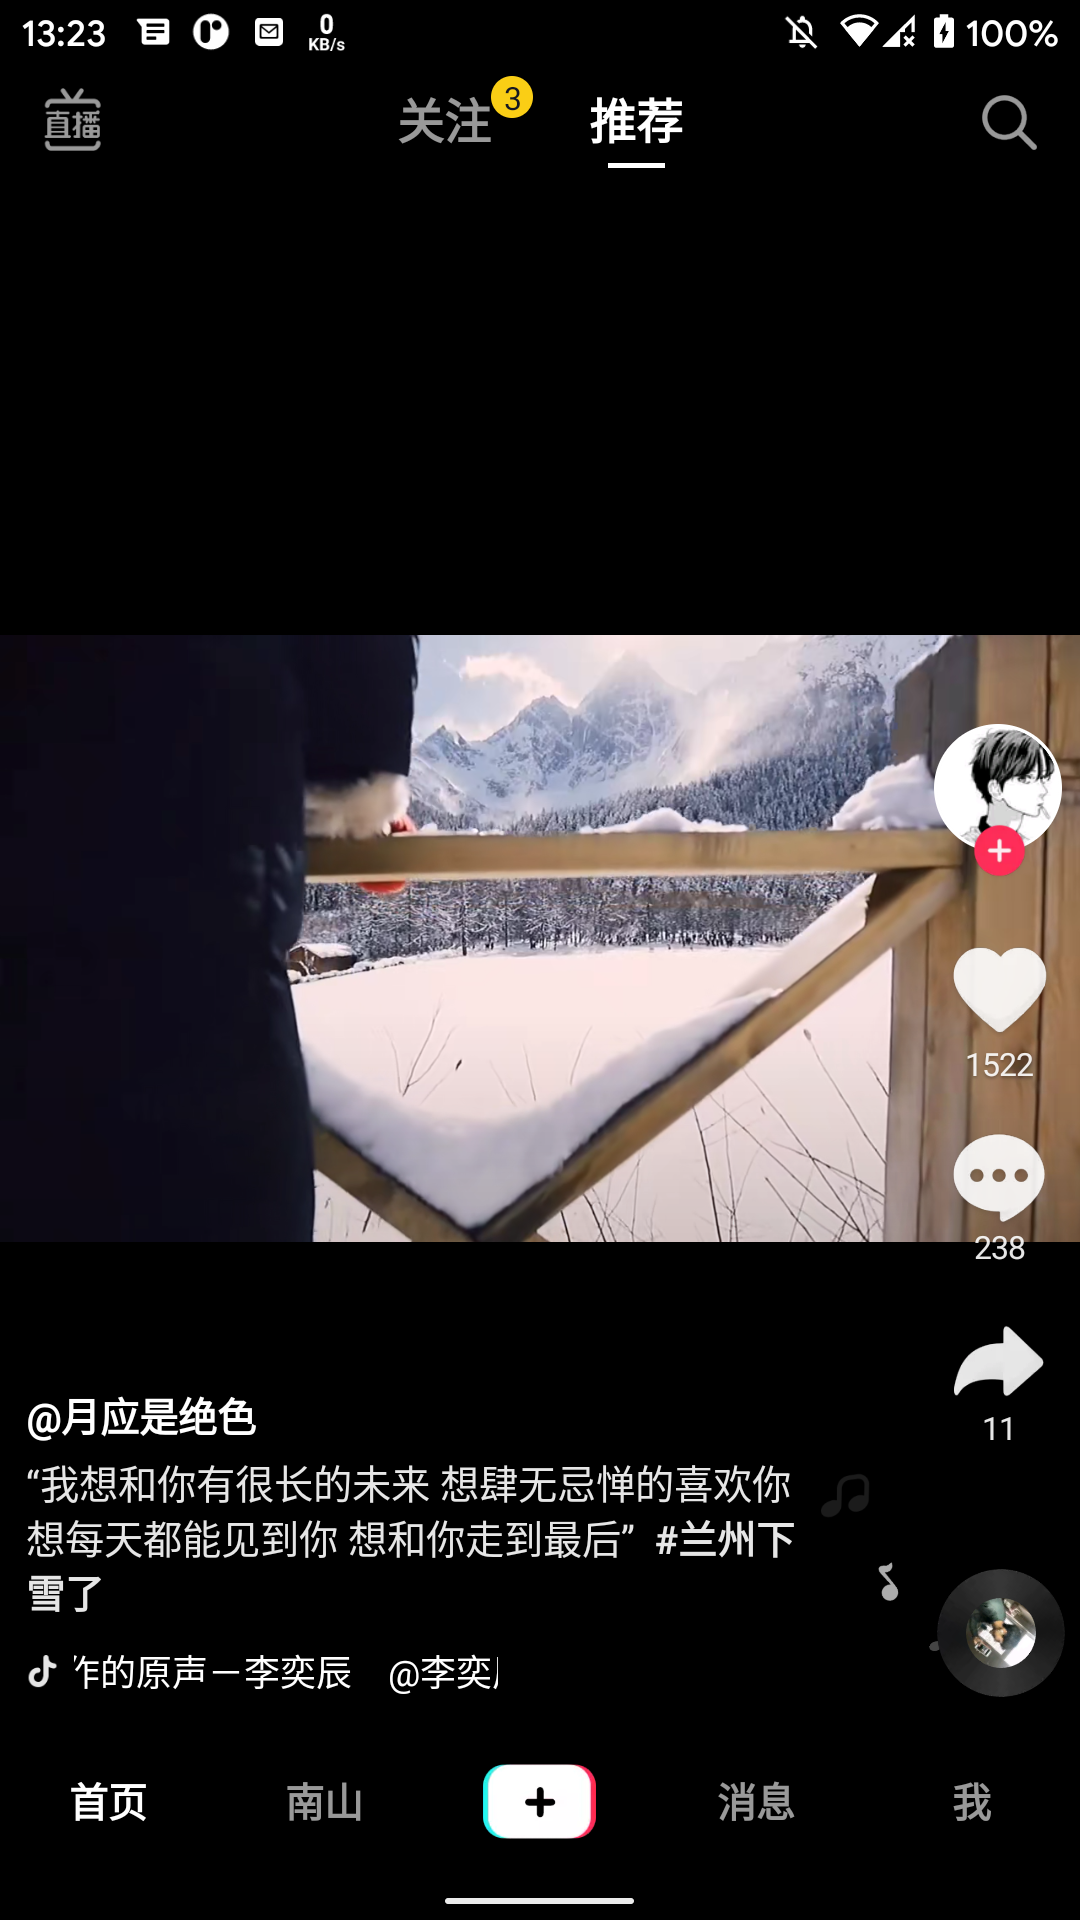 13:23
0
KB/s
100%
直播
关注
3
推荐
1522
238
11
@月应是绝色
“我想和你有很长的未来 想肆无忌惮的喜欢你
想每天都能见到你 想和你走到最后” #兰州下
雪了
作的原声－李奕辰 @李奕
首页
南山
消息
我